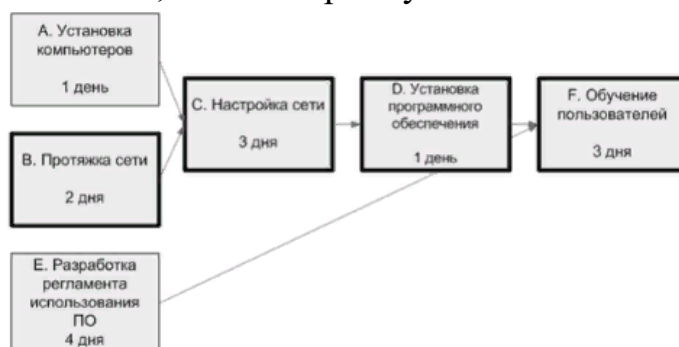 А. Установка
компьютеров
1 день
В. Протяжка сети
2 дня
С. Настройка сети
3 дня
D. Установка
программного
обеспечения
1 день
F. Обучение
пользователей
3 дня
Е. Разработка
регламента
использования
ПО
4 дня